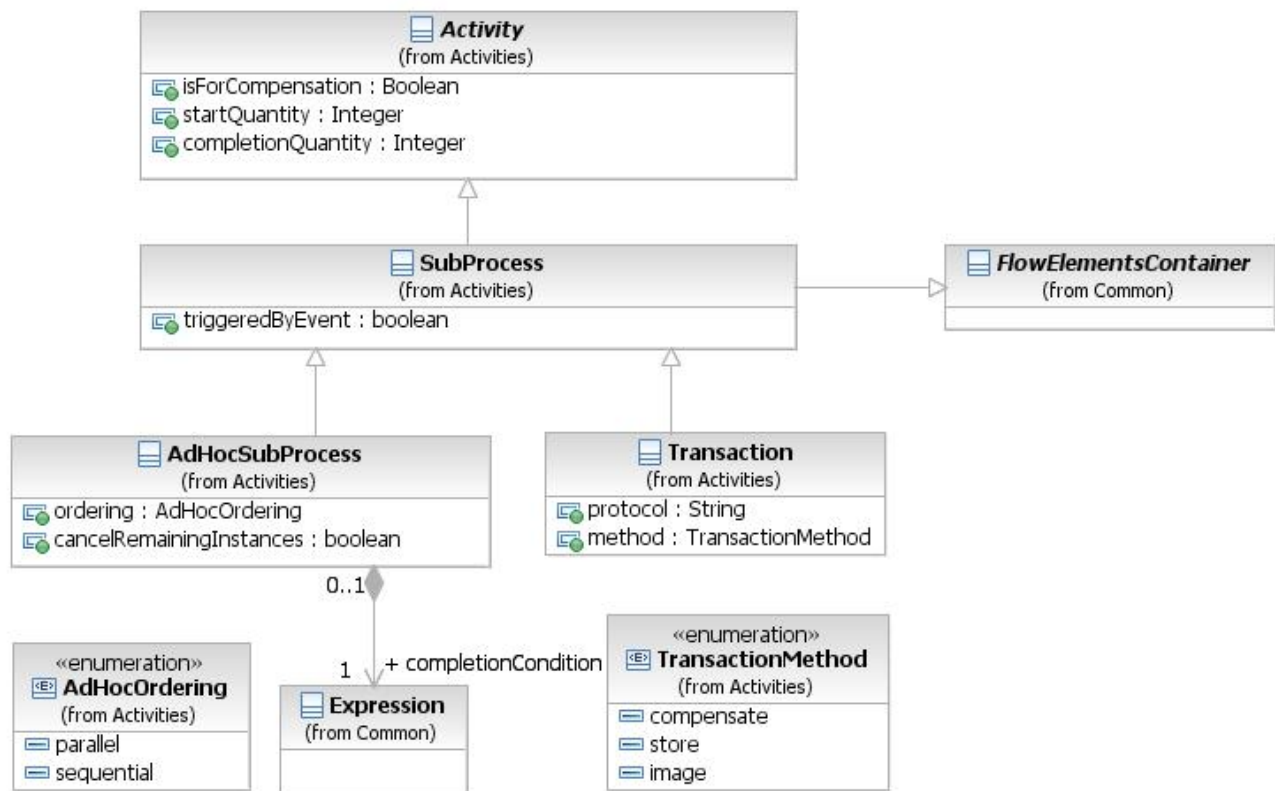 Activity
(from Activities)
isForCompensation : Boolean
startQuantity : Integer
completionQuantity : Integer
SubProcess
(from Activities)
triggeredByEvent : boolean
FlowElementsContainer
(from Common)
AdHocSubProcess
(from Activities)
ordering : AdHocOrdering
cancelRemainingInstances : boolean
Transaction
(from Activities)
protocol : String
method : TransactionMethod
0..1
1
+ completionCondition
«enumeration»
<E> AdHocOrdering
(from Activities)
parallel
sequential
Expression
(from Common)
«enumeration»
<E> TransactionMethod
(from Activities)
compensate
store
image